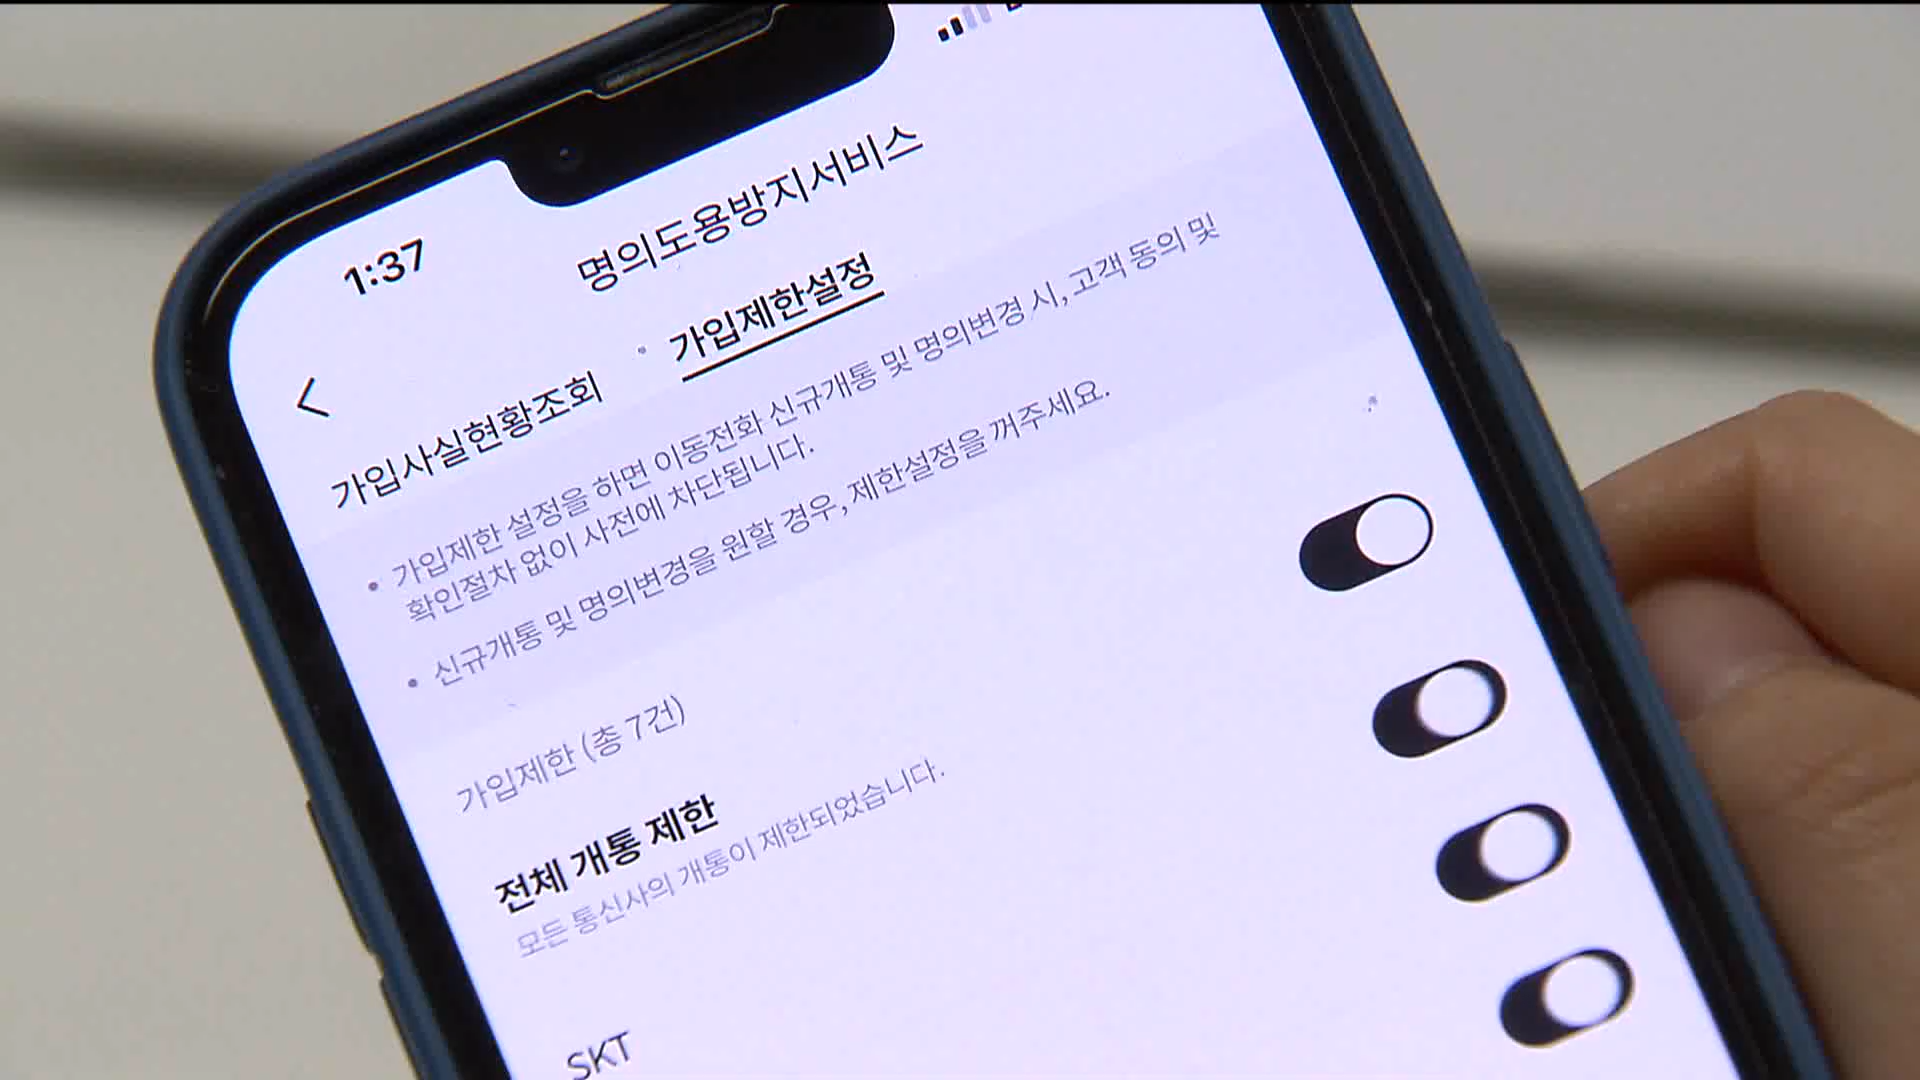 1:37
명의도용방지서비스
가입사실현황조회
가입제한설정
• 가입제한 설정을 하면 이동전화 신규개통 및 명의변경 시, 고객 동의 및
확인절차 없이 사전에 차단됩니다.
• 신규개통 및 명의변경을 원할 경우, 제한설정을 꺼주세요.
가입제한 (총 7건)
전체 개통 제한
모든 통신사의 개통이 제한되었습니다.
SKT